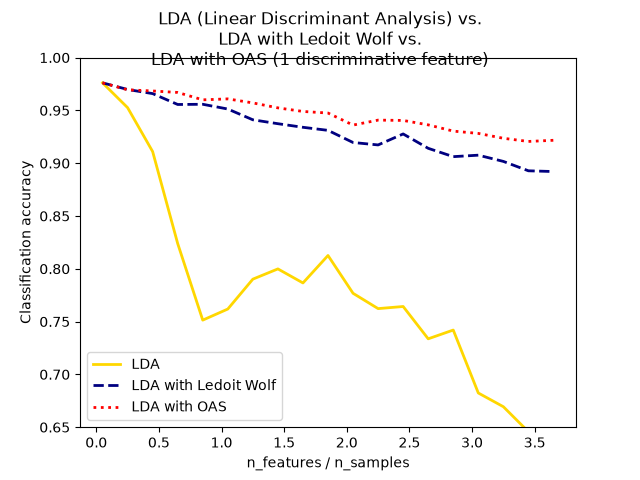 LDA (Linear Discriminant Analysis) vs.
LDA with Ledoit Wolf vs.
LDA with OAS (1 discriminative feature)
1.00
0.95
0.90
0.85
0.80
0.75
0.70
0.65
Classification accuracy
LDA
LDA with Ledoit Wolf
LDA with OAS
0.0 0.5 1.0 1.5 2.0 2.5 3.0 3.5
n_features / n_samples